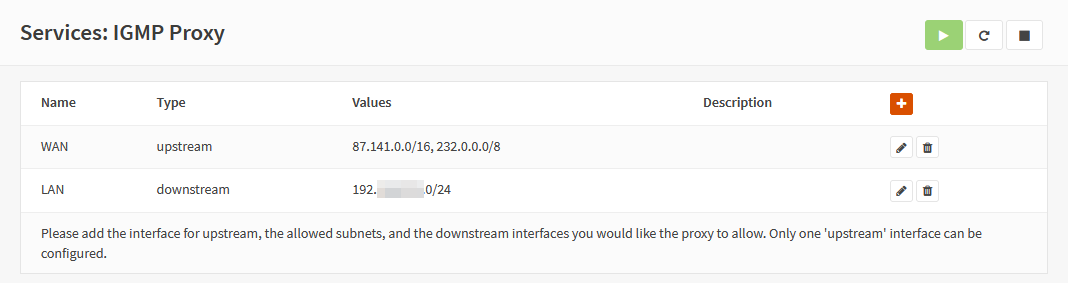 Services: IGMP Proxy
Name Type Values Description
WAN upstream 87.141.0.0/16, 232.0.0.0/8
LAN downstream 192. .0/24
Please add the interface for upstream, the allowed subnets, and the downstream interfaces you would like the proxy to allow. Only one 'upstream' interface can be
configured.